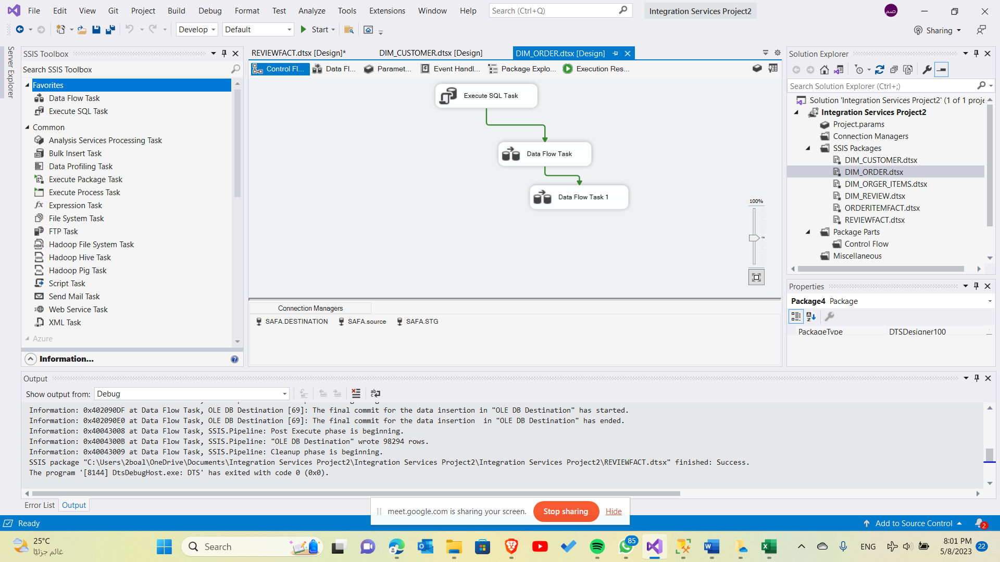 File Edit View Git Project Build Debug Format Test Analyze Tools Extensions Window Help Search (Ctrl+Q) Integration Services Project2 صم
Develop Default Start Sharing
Server Explorer
SSIS Toolbox
Search SSIS Toolbox
Favorites
Data Flow Task
Execute SQL Task
Common
Analysis Services Processing Task
Bulk Insert Task
Data Profiling Task
Execute Package Task
Execute Process Task
Expression Task
File System Task
FTP Task
Hadoop File System Task
Hadoop Hive Task
Hadoop Pig Task
Script Task
Send Mail Task
Web Service Task
XML Task
Azure
Information...
REVIEWFACT.dtsx [Design]* DIM_CUSTOMER.dtsx [Design] DIM_ORDER.dtsx [Design]
Control Fl... Data Fl... Paramet... Event Handl... Package Explo... Execution Res...
Execute SQL Task
Data Flow Task
Data Flow Task 1
100%
Connection Managers
SAFA.DESTINATION SAFA.source SAFA.STG
Solution Explorer
Search Solution Explorer (Ctrl+;)
Solution 'Integration Services Project2' (1 of 1 proje
Integration Services Project2
Project.params
Connection Managers
SSIS Packages
DIM_CUSTOMER.dtsx
DIM_ORDER.dtsx
DIM_ORGER_ITEMS.dtsx
DIM_REVIEW.dtsx
ORDERITEMFACT.dtsx
REVIEWFACT.dtsx
Package Parts
Control Flow
Miscellaneous
Properties
Package4 Package
PackageType DTSDesigner100
Output
Show output from: Debug
Information: 0x402090DF at Data Flow Task, OLE DB Destination [69]: The final commit for the data insertion in "OLE DB Destination" has started.
Information: 0x402090E0 at Data Flow Task, OLE DB Destination [69]: The final commit for the data insertion  in "OLE DB Destination" has ended.
Information: 0x40043008 at Data Flow Task, SSIS.Pipeline: Post Execute phase is beginning.
Information: 0x4004300B at Data Flow Task, SSIS.Pipeline: "OLE DB Destination" wrote 98294 rows.
Information: 0x40043009 at Data Flow Task, SSIS.Pipeline: Cleanup phase is beginning.
SSIS package "C:\Users\2boal\OneDrive\Documents\Integration Services Project2\Integration Services Project2\Integration Services Project2\REVIEWFACT.dtsx" finished: Success.
The program '[8144] DtsDebugHost.exe: DTS' has exited with code 0 (0x0).
Error List Output
meet.google.com is sharing your screen. Stop sharing Hide
Ready Add to Source Control 2
25°C
غائم جزئيًا
Search 85 ENG
8:01 PM
5/8/2023 22